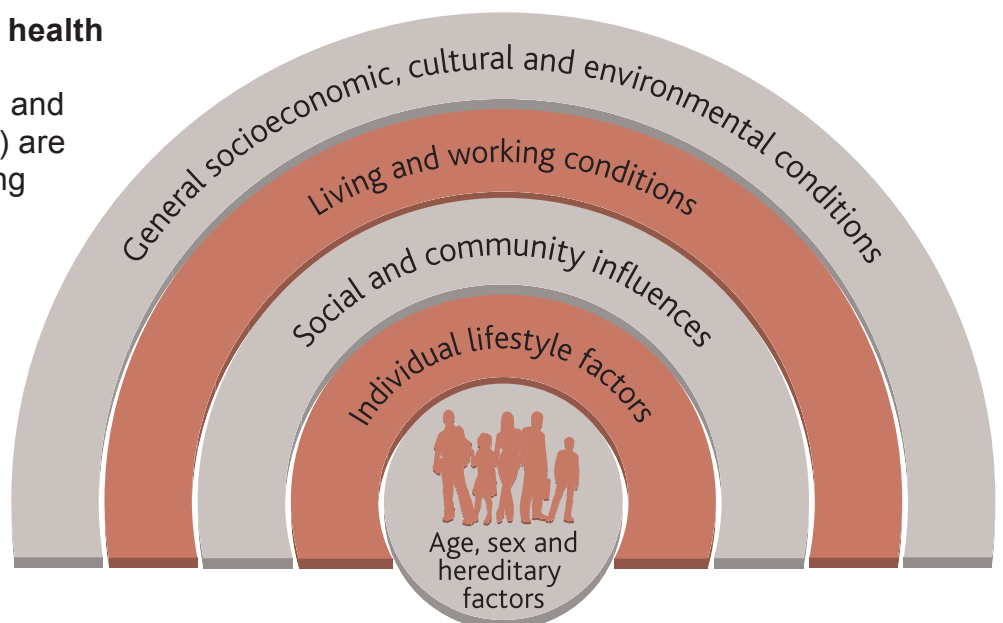 health
and
) are
ng
General socioeconomic, cultural and environmental conditions
Living and working conditions
Social and community influences
Individual lifestyle factors
Age, sex and
hereditary
factors